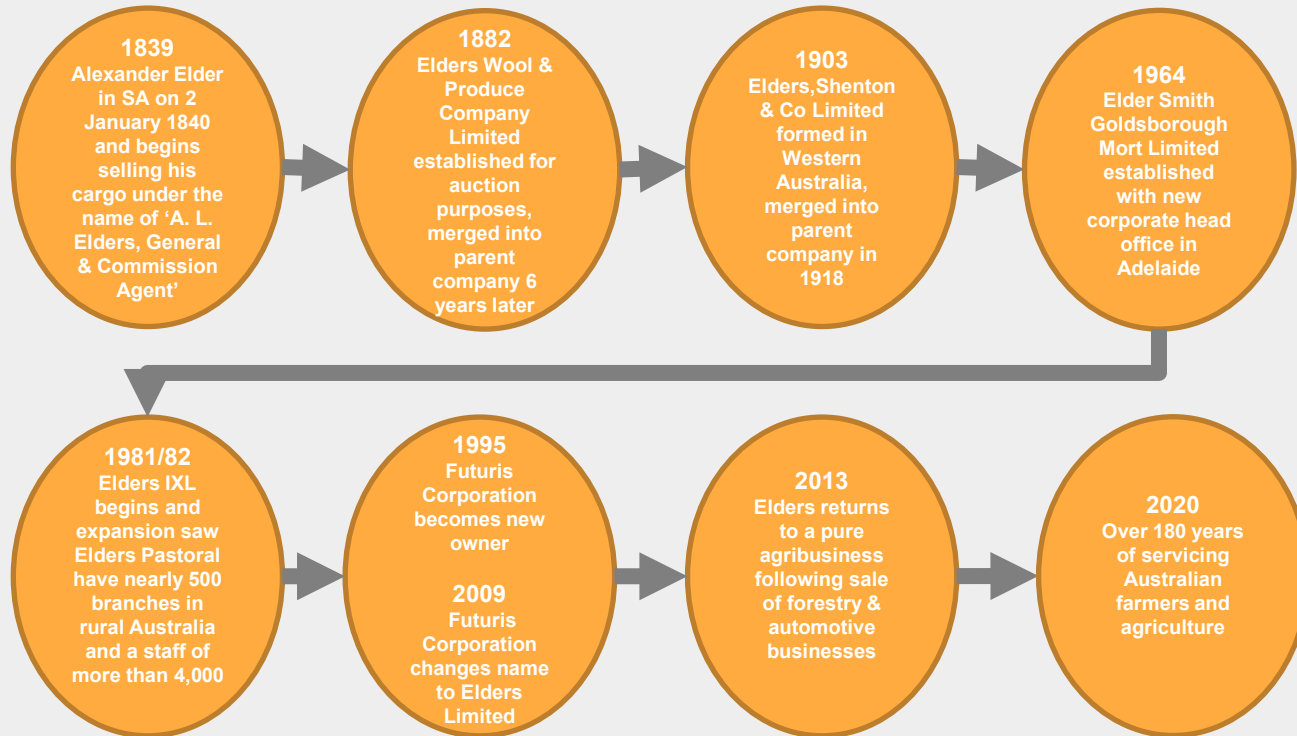 1839
Alexander Elder
in SA on 2
January 1840
and begins
selling his
cargo under the
name of ‘A. L.
Elders, General
& Commission
Agent’
1882
Elders Wool &
Produce
Company
Limited
established for
auction
purposes,
merged into
parent
company 6
years later
1903
Elders,Shenton
& Co Limited
formed in
Western
Australia,
merged into
parent
company in
1918
1964
Elder Smith
Goldsborough
Mort Limited
established
with new
corporate head
office in
Adelaide
1981/82
Elders IXL
begins and
expansion saw
Elders Pastoral
have nearly 500
branches in
rural Australia
and a staff of
more than 4,000
1995
Futuris
Corporation
becomes new
owner
2009
Futuris
Corporation
changes name
to Elders
Limited
2013
Elders returns
to a pure
agribusiness
following sale
of forestry &
automotive
businesses
2020
Over 180 years
of servicing
Australian
farmers and
agriculture